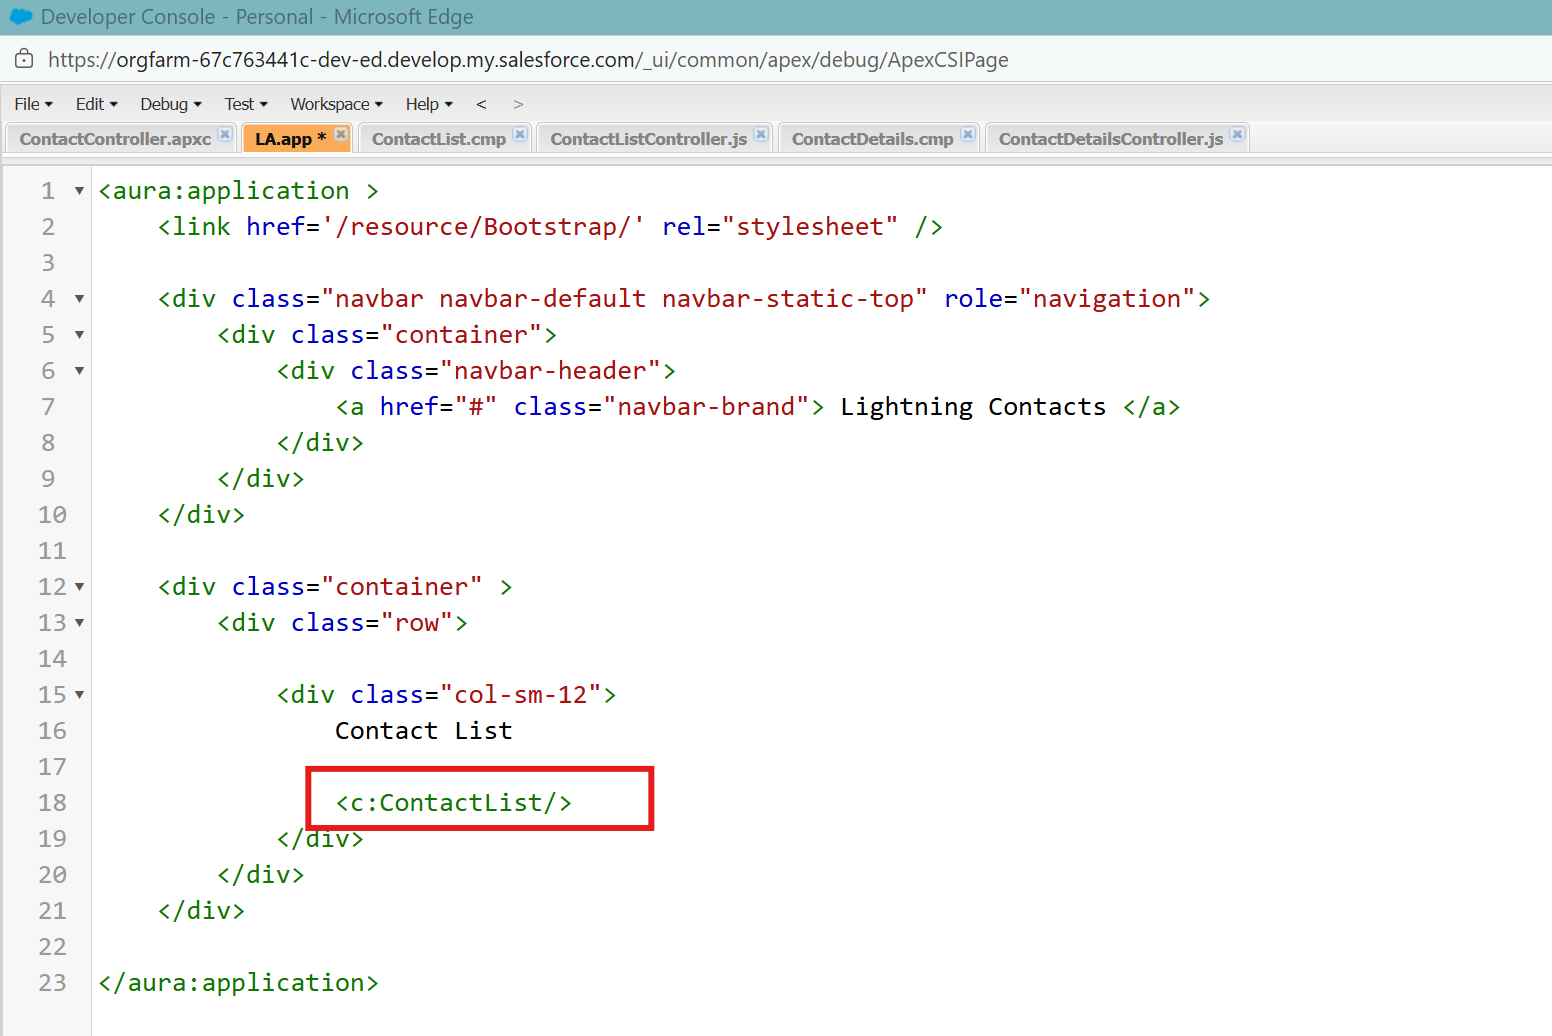 Developer Console - Personal - Microsoft Edge
https://orgfarm-67c763441c-dev-ed.develop.my.salesforce.com/_ui/common/apex/debug/ApexCSIPage
File Edit Debug Test Workspace Help < >
ContactController.apxc LA.app * ContactList.cmp ContactListController.js ContactDetails.cmp ContactDetailsController.js
1 <aura:application >
2 <link href='/resource/Bootstrap/' rel="stylesheet" />
3
4 <div class="navbar navbar-default navbar-static-top" role="navigation">
5 <div class="container">
6 <div class="navbar-header">
7 <a href="#" class="navbar-brand"> Lightning Contacts </a>
8 </div>
9 </div>
10 </div>
11
12 <div class="container" >
13 <div class="row">
14
15 <div class="col-sm-12">
16 Contact List
17
18 <c:ContactList/>
19 </div>
20 </div>
21 </div>
22
23 </aura:application>